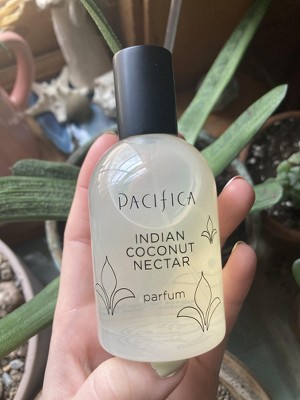 PACIFICA
INDIAN
COCONUT
NECTAR
parfum